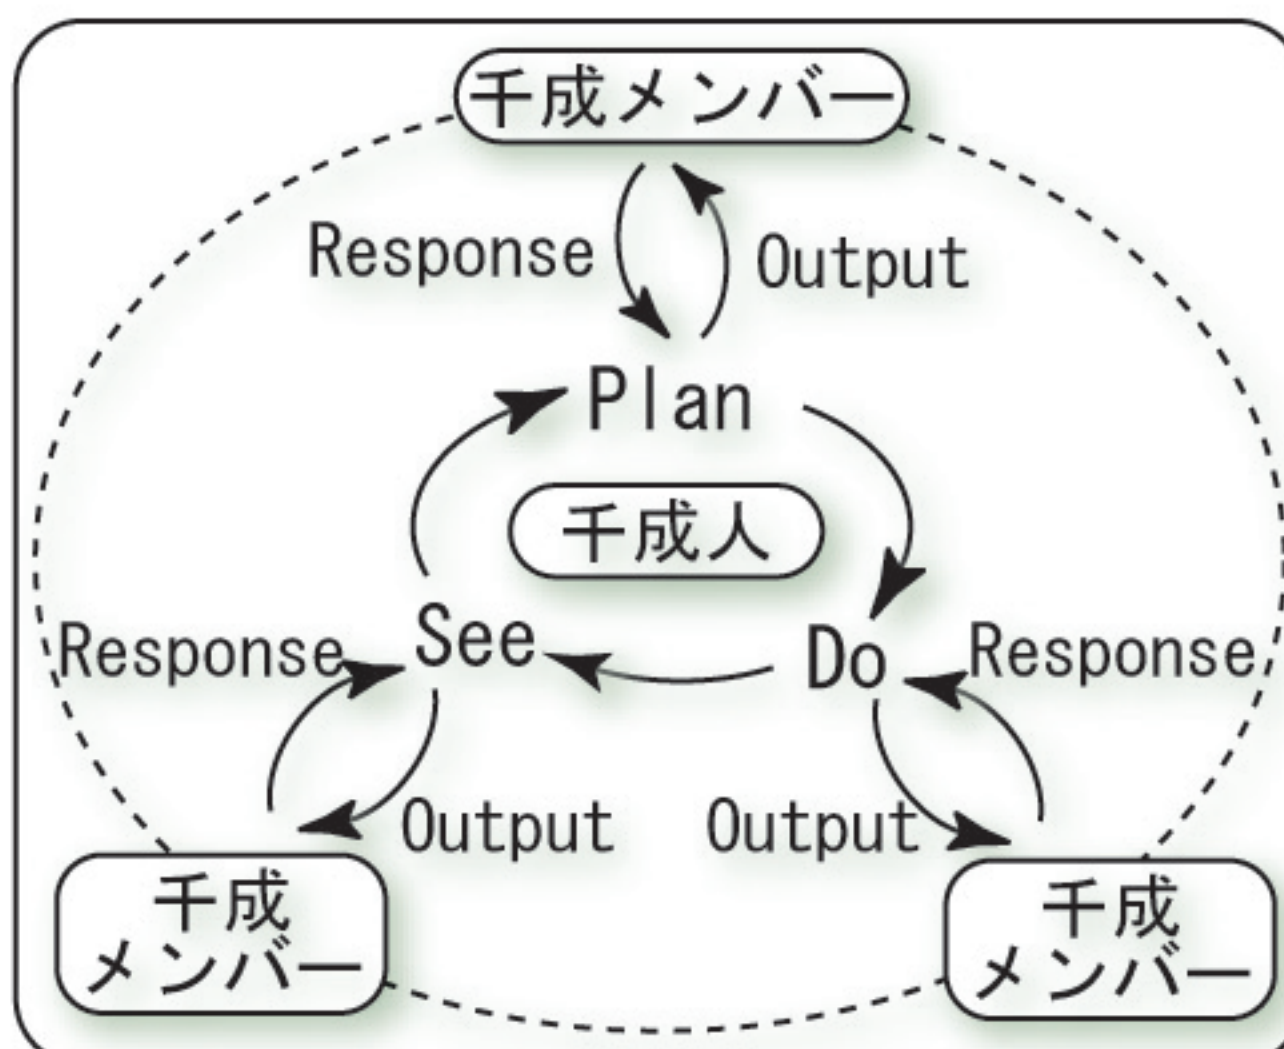 千成メンバー
Response
Output
Plan
千成人
See
Do
Response
Response
Output
Output
千成
メンバー
千成
メンバー